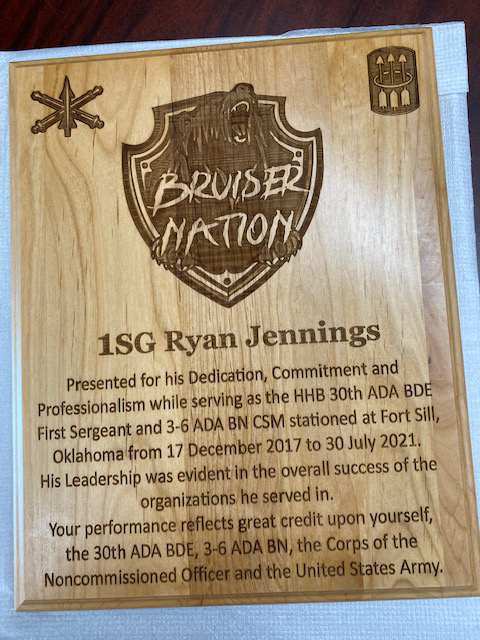 BRUISER
NATION
1SG Ryan Jennings
Presented for his Dedication, Commitment and
Professionalism while serving as the HHB 30th ADA BDE
First Sergeant and 3-6 ADA BN CSM stationed at Fort Sill,
Oklahoma from 17 December 2017 to 30 July 2021.
His Leadership was evident in the overall success of the
organizations he served in.
Your performance reflects great credit upon yourself,
the 30th ADA BDE, 3-6 ADA BN, the Corps of the
Noncommissioned Officer and the United States Army.